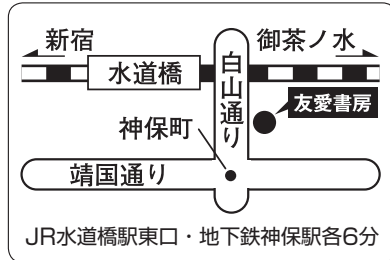 新宿
御茶ノ水
水道橋
白山通り
友愛書房
神保町
靖国通り
JR水道橋駅東口・地下鉄神保駅各6分